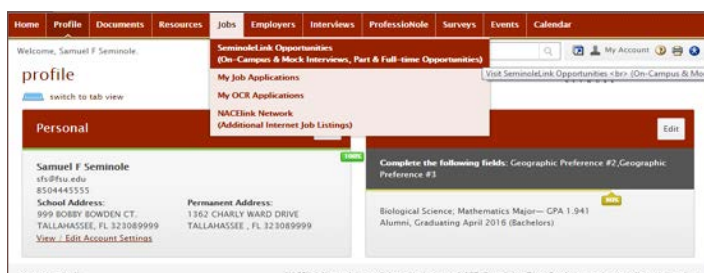 Home Profile Documents Resources Jobs Employers Interviews ProfessioNole Surveys Events Calendar
Welcome, Samuel F Seminole.
SeminoleLink Opportunities
(On-Campus & Mock Interviews, Part & Full-time Opportunities)
My Account
Visit SeminoleLink Opportunities <br> (On-Campus & Mo
profile
My Job Applications
switch to tab view
My OCR Applications
NACElink Network
(Additional Internet Job Listings)
Personal
Edit
100%
Samuel F Seminole
sfs@fsu.edu
8504445555
School Address:
999 BOBBY BOWDEN CT.
TALLAHASSEE, FL 323089999
View / Edit Account Settings
Permanent Address:
1362 CHARLY WARD DRIVE
TALLAHASSEE , FL 323089999
Complete the following fields: Geographic Preference #2,Geographic
Preference #3
Biological Science; Mathematics Major— GPA 1.941
Alumni, Graduating April 2016 (Bachelors)